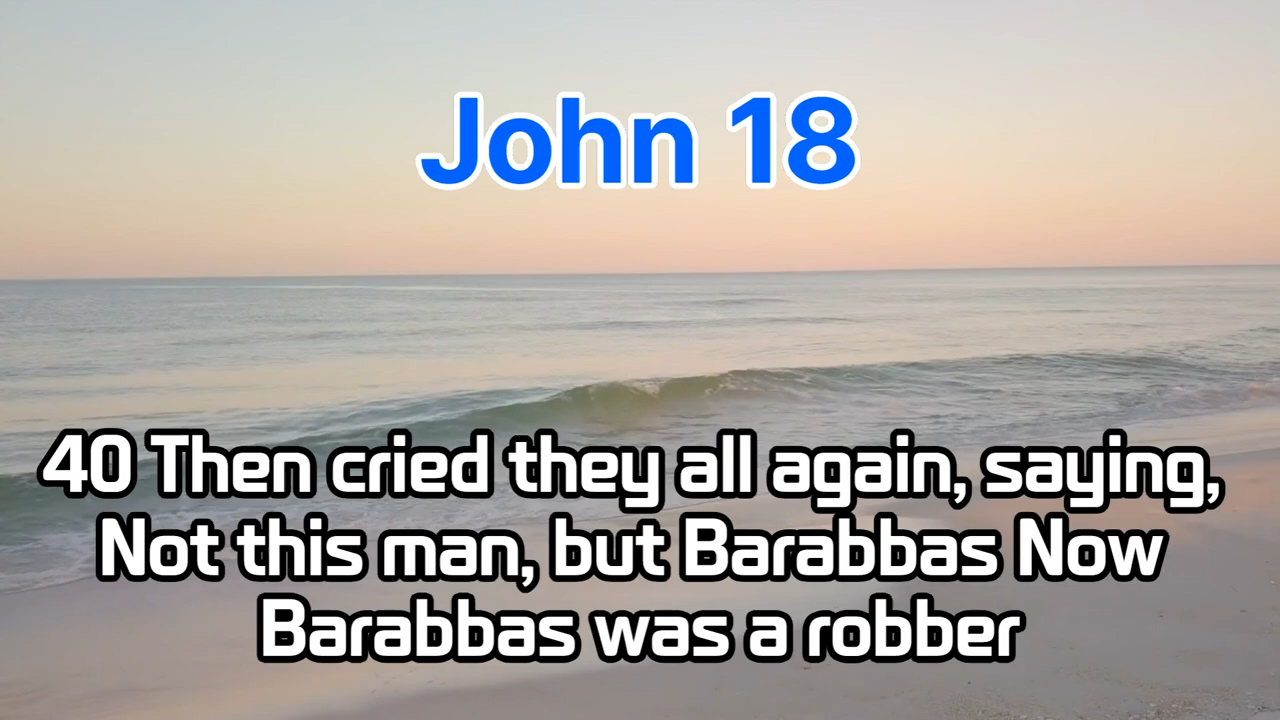 John 18
40 Then cried they all again, saying,
Not this man, but Barabbas Now
Barabbas was a robber